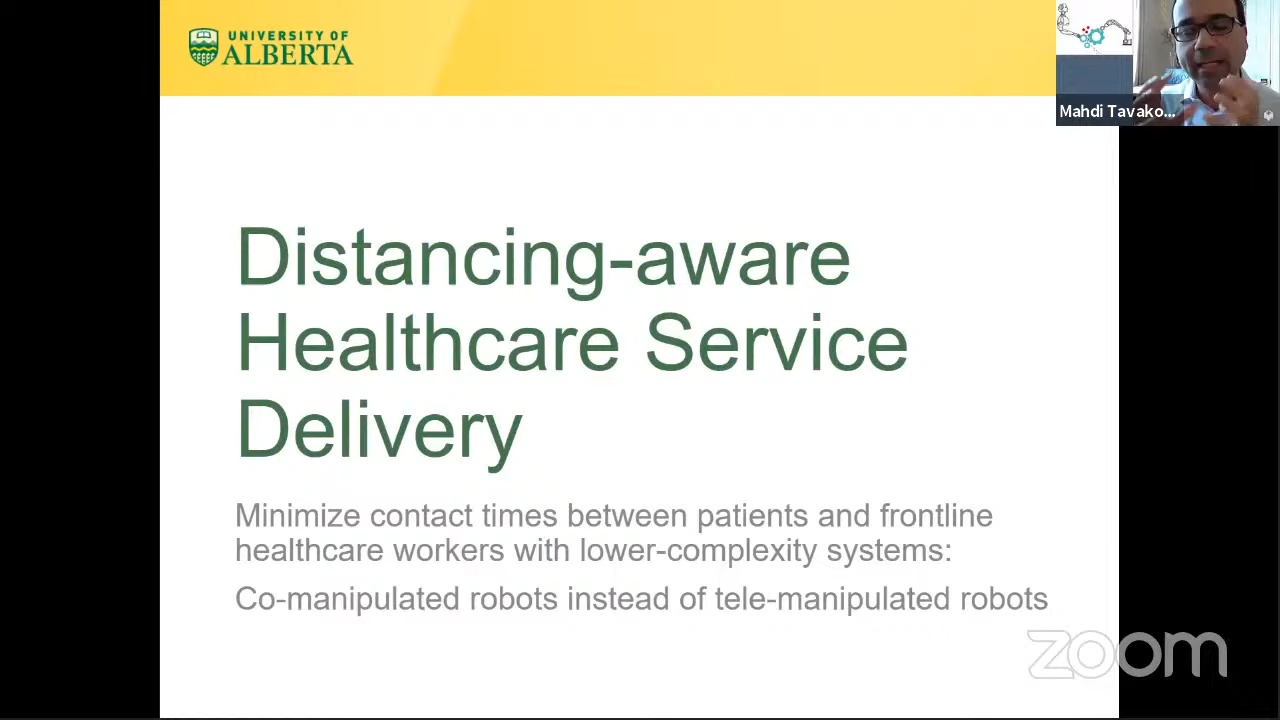 UNIVERSITY OF
ALBERTA
Mahdi Tavako...
Distancing-aware
Healthcare Service
Delivery
Minimize contact times between patients and frontline
healthcare workers with lower-complexity systems:
Co-manipulated robots instead of tele-manipulated robots
zoom